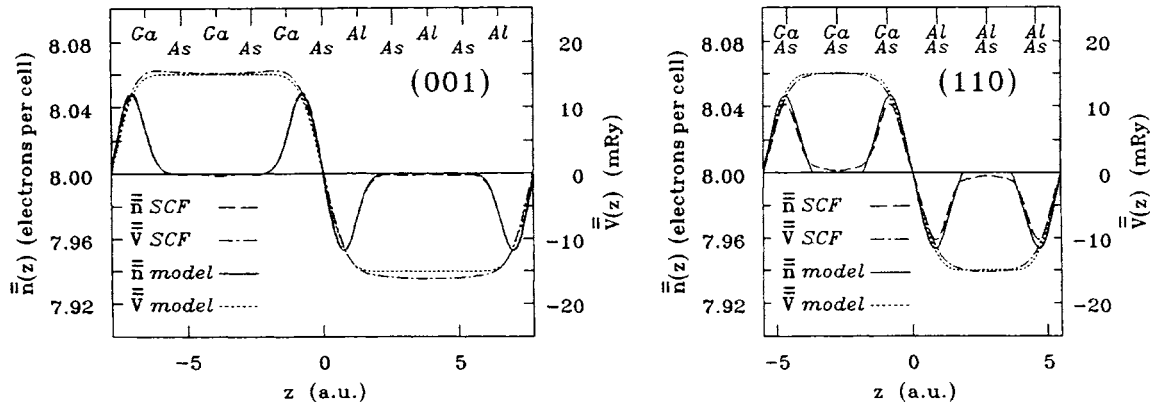 Ga Ga Ga Al Al Al
As As As As As
(001)
n̿(z) (electrons per cell)
8.08
8.04
8.00
7.96
7.92
n̿ SCF
V̿ SCF
n̿ model
V̿ model
-5 0 5
z (a.u.)
20
10
0
-10
-20
V̿(z) (mRy)
Ga Ga Ga Al Al Al
As As As As As As
(110)
n̿(z) (electrons per cell)
8.08
8.04
8.00
7.96
7.92
n̿ SCF
V̿ SCF
n̿ model
V̿ model
-5 0 5
z (a.u.)
20
10
0
-10
-20
V̿(z) (mRy)